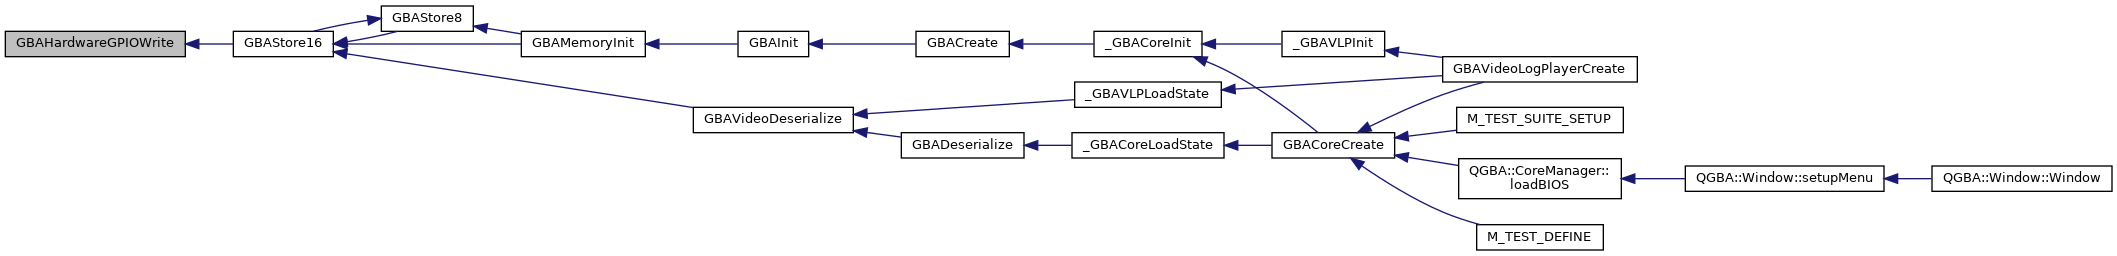 GBAHardwareGPIOWrite
GBAStore16
GBAStore8
GBAMemoryInit
GBAInit
GBACreate
_GBACoreInit
_GBAVLPInit
GBAVideoLogPlayerCreate
_GBAVLPLoadState
GBAVideoDeserialize
GBADeserialize
_GBACoreLoadState
GBACoreCreate
M_TEST_SUITE_SETUP
QGBA::CoreManager::
loadBIOS
QGBA::Window::setupMenu
QGBA::Window::Window
M_TEST_DEFINE